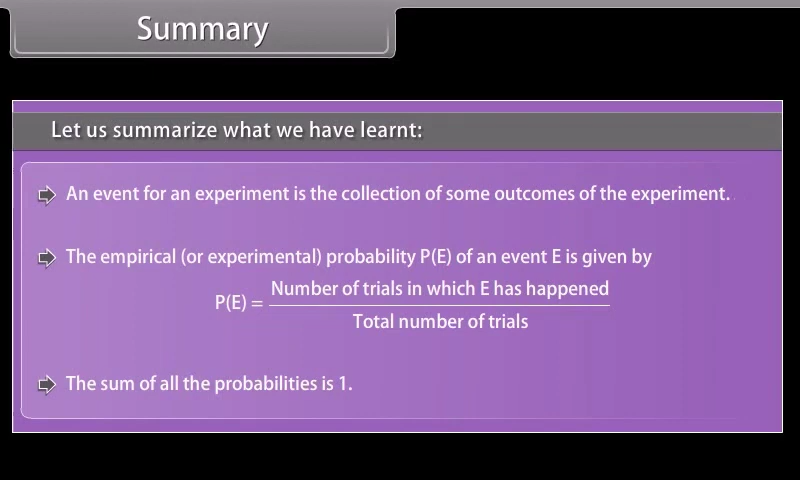 Summary
Let us summarize what we have learnt:
An event for an experiment is the collection of some outcomes of the experiment.
The empirical (or experimental) probability P(E) of an event E is given by
P(E) = Number of trials in which E has happened
Total number of trials
The sum of all the probabilities is 1.